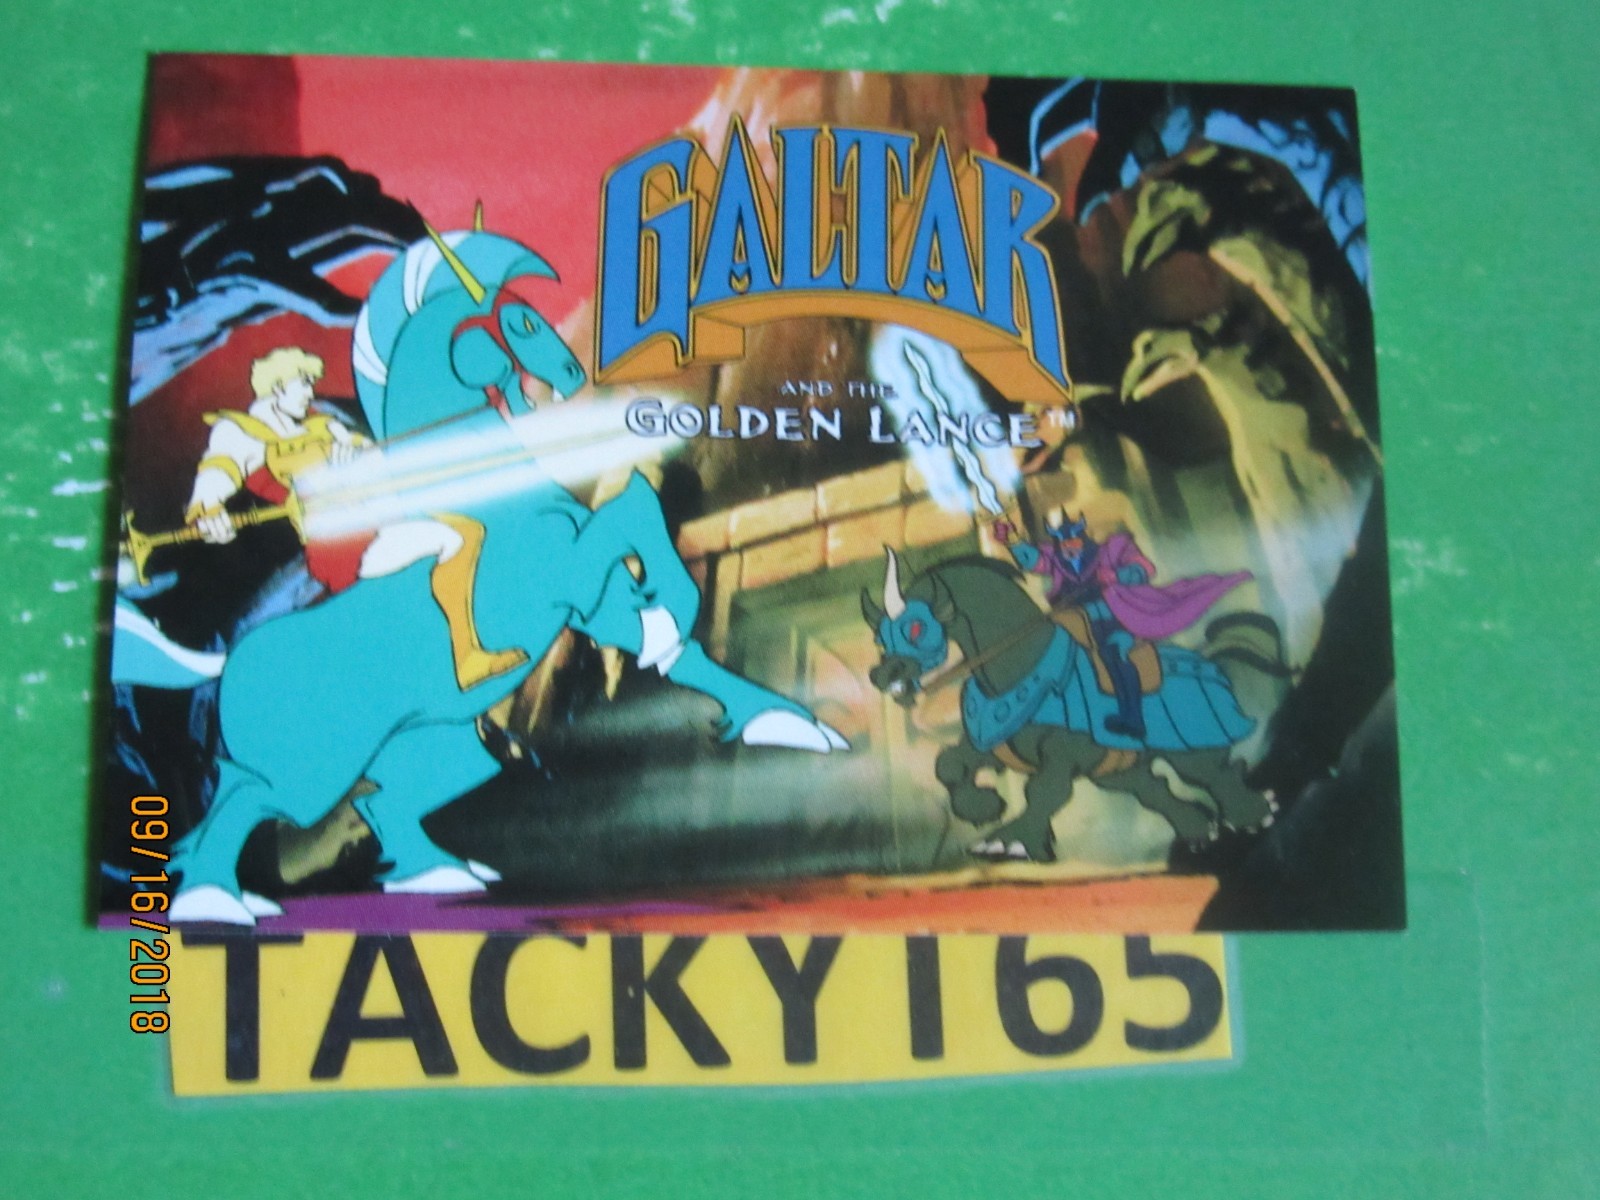 GALTAR
AND THE
GOLDEN LANCE™
TACKY165
09/16/2018